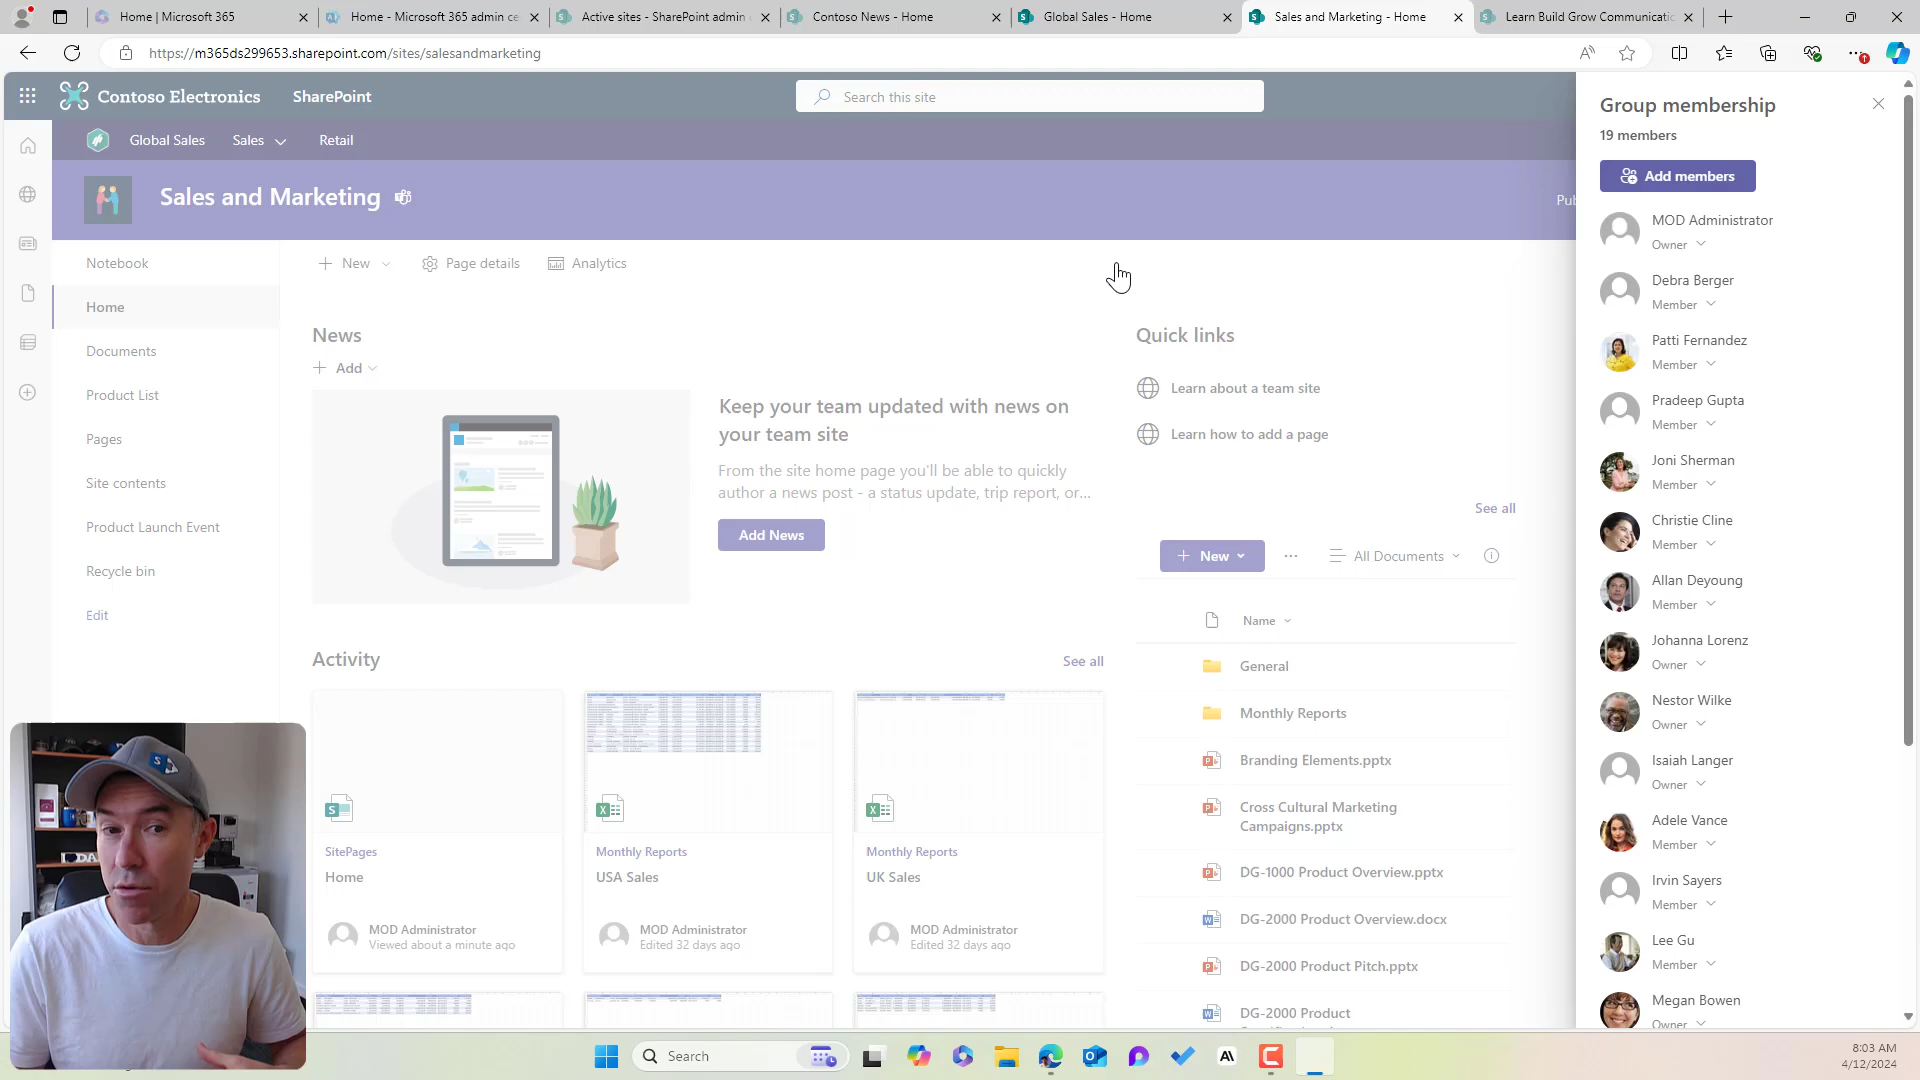 Home | Microsoft 365
Home - Microsoft 365 admin ce
Active sites - SharePoint admin
Contoso News - Home
Global Sales - Home
Sales and Marketing - Home
Learn Build Grow Communicatio
https://m365ds299653.sharepoint.com/sites/salesandmarketing
Contoso Electronics
SharePoint
Search this site
Global Sales
Sales
Retail
Sales and Marketing
Pub
Notebook
Home
Documents
Product List
Pages
Site contents
Product Launch Event
Recycle bin
Edit
New
Page details
Analytics
News
Add
Keep your team updated with news on
your team site
From the site home page you'll be able to quickly
author a news post - a status update, trip report, or...
Add News
Quick links
Learn about a team site
Learn how to add a page
See all
New
All Documents
Name
General
Monthly Reports
Branding Elements.pptx
Cross Cultural Marketing
Campaigns.pptx
DG-1000 Product Overview.pptx
DG-2000 Product Overview.docx
DG-2000 Product Pitch.pptx
DG-2000 Product
Activity
See all
SitePages
Home
MOD Administrator
Viewed about a minute ago
Monthly Reports
USA Sales
MOD Administrator
Edited 32 days ago
Monthly Reports
UK Sales
MOD Administrator
Edited 32 days ago
Group membership
19 members
Add members
MOD Administrator
Owner
Debra Berger
Member
Patti Fernandez
Member
Pradeep Gupta
Member
Joni Sherman
Member
Christie Cline
Member
Allan Deyoung
Member
Johanna Lorenz
Owner
Nestor Wilke
Owner
Isaiah Langer
Owner
Adele Vance
Member
Irvin Sayers
Member
Lee Gu
Member
Megan Bowen
Owner
Search
8:03 AM
4/12/2024